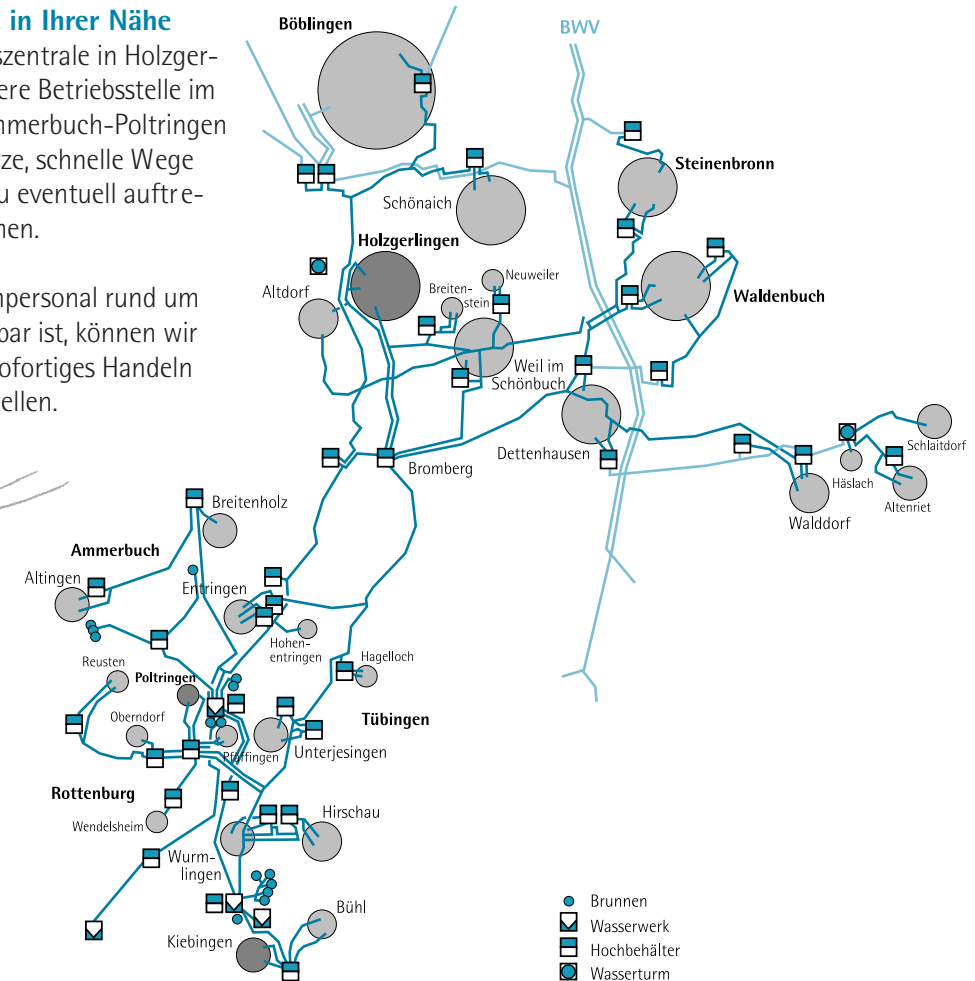 in Ihrer Nähe
szentrale in Holzger-
ere Betriebsstelle im
mmerbuch-Poltringen
rze, schnelle Wege
u eventuell auftre-
nen.
npersonal rund um
bar ist, können wir
sofortiges Handeln
tellen.
Böblingen
BWV
Steinenbronn
Schönaich
Holzgerlingen
Neuweiler
Altdorf
Breiten-
stein
Waldenbuch
Weil im
Schönbuch
Dettenhausen
Bromberg
Schlaitdorf
Häslach
Altenriet
Walddorf
Breitenholz
Ammerbuch
Altingen
Entringen
Hohen-
entringen
Hagelloch
Reusten
Poltringen
Oberndorf
Pfäffingen
Tübingen
Unterjesingen
Rottenburg
Wendelsheim
Hirschau
Wurm-
lingen
Bühl
Kiebingen
Brunnen
Wasserwerk
Hochbehälter
Wasserturm